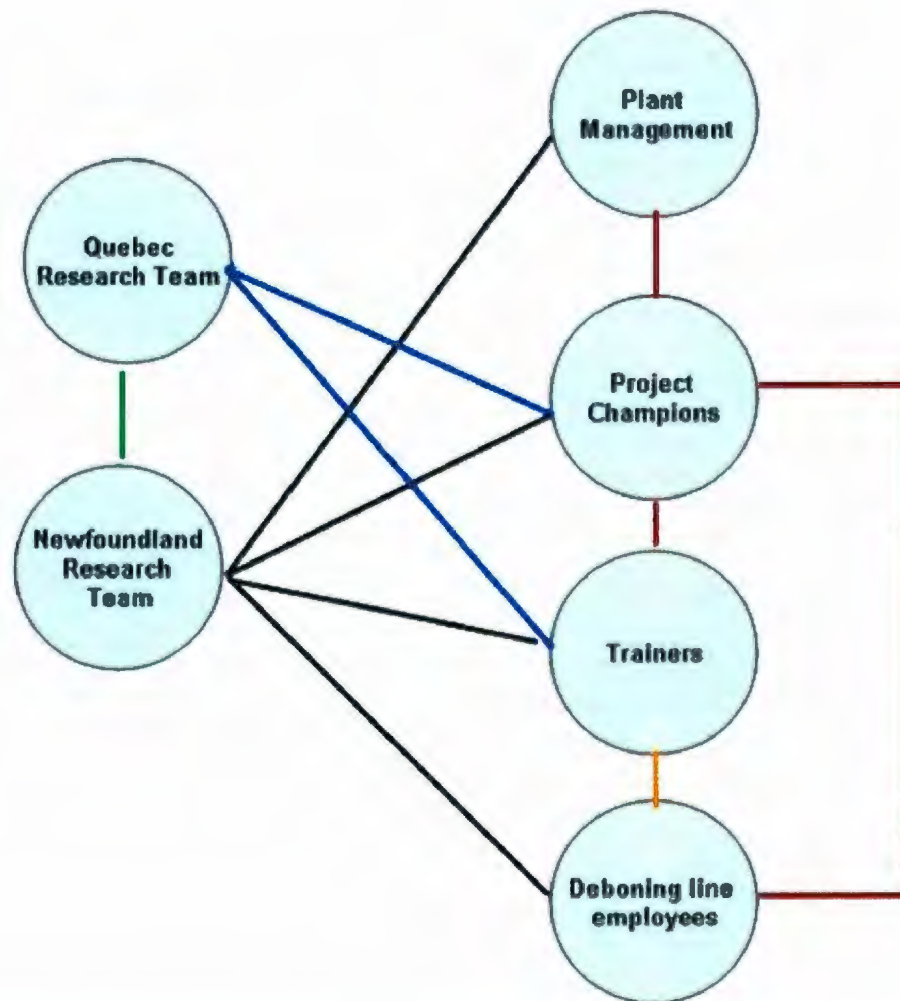 Plant
Management
Quebec
Research Team
Project
Champions
Newfoundland
Research
Team
Trainers
Deboning line
employees